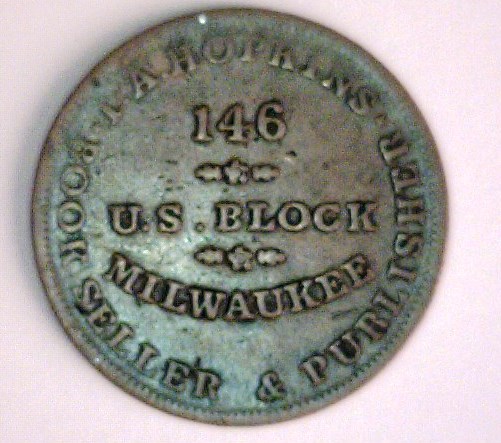 I. A. HOPKINS.
BOOK SELLER & PUBLISHER
146
U.S. BLOCK
MILWAUKEE